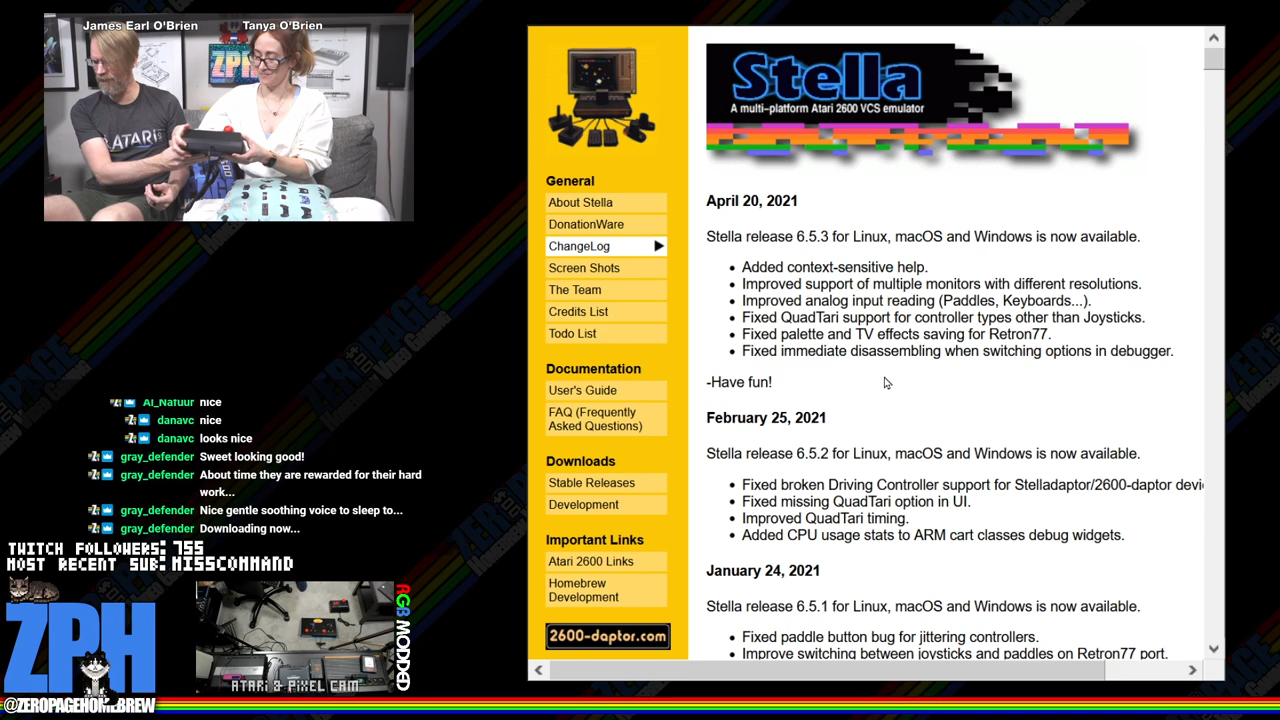 James Earl O'Brien
Tanya O'Brien
ZPH
ATARI
AI_Natuur nice
danavc nice
danavc looks nice
gray_defender Sweet looking good!
gray_defender About time they are rewarded for their hard
work...
gray_defender Nice gentle soothing voice to sleep to...
gray_defender Downloading now...
TWITCH FOLLOWERS: 755
MOST RECENT SUB: MISSCOMMAND
ZPH
RGB MODDED
ATARI & PIXEL CAM
@ZEROPAGEHOMEBREW
General
About Stella
DonationWare
ChangeLog
Screen Shots
The Team
Credits List
Todo List
Documentation
User's Guide
FAQ (Frequently
Asked Questions)
Downloads
Stable Releases
Development
Important Links
Atari 2600 Links
Homebrew
Development
2600-daptor.com
Stella
A multi-platform Atari 2600 VCS emulator
April 20, 2021
Stella release 6.5.3 for Linux, macOS and Windows is now available.
• Added context-sensitive help.
• Improved support of multiple monitors with different resolutions.
• Improved analog input reading (Paddles, Keyboards...).
• Fixed QuadTari support for controller types other than Joysticks.
• Fixed palette and TV effects saving for Retron77.
• Fixed immediate disassembling when switching options in debugger.
-Have fun!
February 25, 2021
Stella release 6.5.2 for Linux, macOS and Windows is now available.
• Fixed broken Driving Controller support for Stelladaptor/2600-daptor devi
• Fixed missing QuadTari option in UI.
• Improved QuadTari timing.
• Added CPU usage stats to ARM cart classes debug widgets.
January 24, 2021
Stella release 6.5.1 for Linux, macOS and Windows is now available.
• Fixed paddle button bug for jittering controllers.
• Improve switching between joysticks and paddles on Retron77 port.